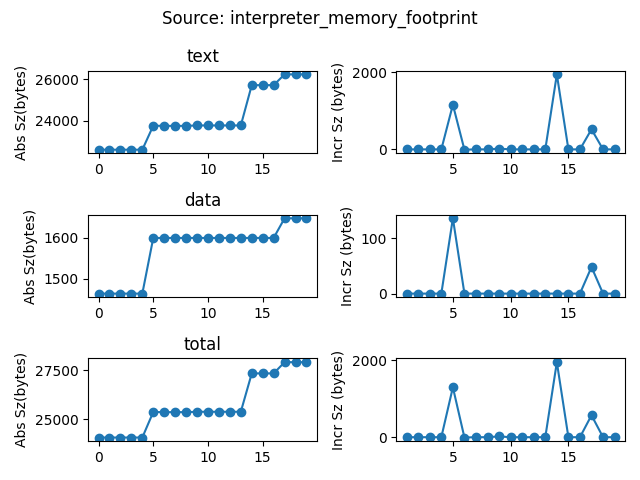 Source: interpreter_memory_footprint
text
Abs Sz(bytes)
26000
24000
0 5 10 15
Incr Sz (bytes)
2000
0
5 10 15
data
Abs Sz(bytes)
1600
1500
0 5 10 15
Incr Sz (bytes)
100
0
5 10 15
total
Abs Sz(bytes)
27500
25000
0 5 10 15
Incr Sz (bytes)
2000
0
5 10 15